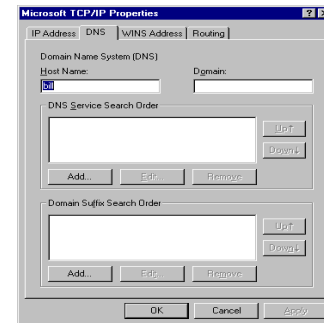 Microsoft TCP/IP Properties
IP Address DNS WINS Address Routing
Domain Name System (DNS)
Host Name: Domain:
bill
DNS Service Search Order
Up↑
Down↓
Add... Edit... Remove
Domain Suffix Search Order
Up↑
Down↓
Add... Edit... Remove
OK Cancel Apply